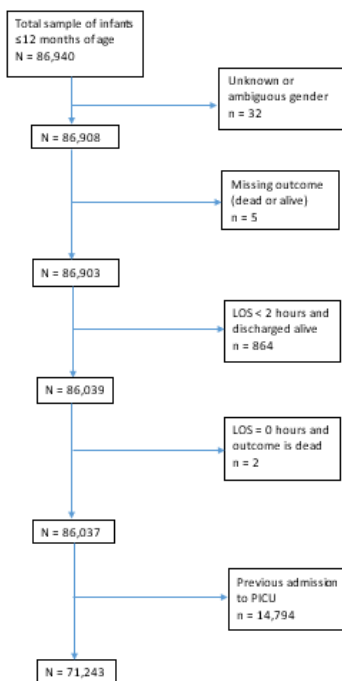 Total sample of infants
≤12 months of age
N = 86,940
Unknown or
ambiguous gender
n = 32
N = 86,908
Missing outcome
(dead or alive)
n = 5
N = 86,903
LOS < 2 hours and
discharged alive
n = 864
N = 86,039
LOS = 0 hours and
outcome is dead
n = 2
N = 86,037
Previous admission
to PICU
n = 14,794
N = 71,243